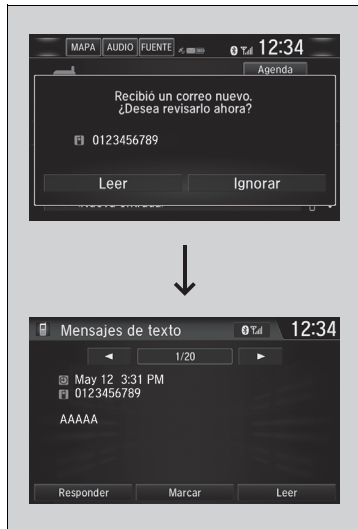 MAPA AUDIO FUENTE 12:34
Agenda
Recibió un correo nuevo.
¿Desea revisarlo ahora?
0123456789
Leer Ignorar
Mensajes de texto 12:34
1/20
May 12 3:31 PM
0123456789
AAAAA
Responder Marcar Leer